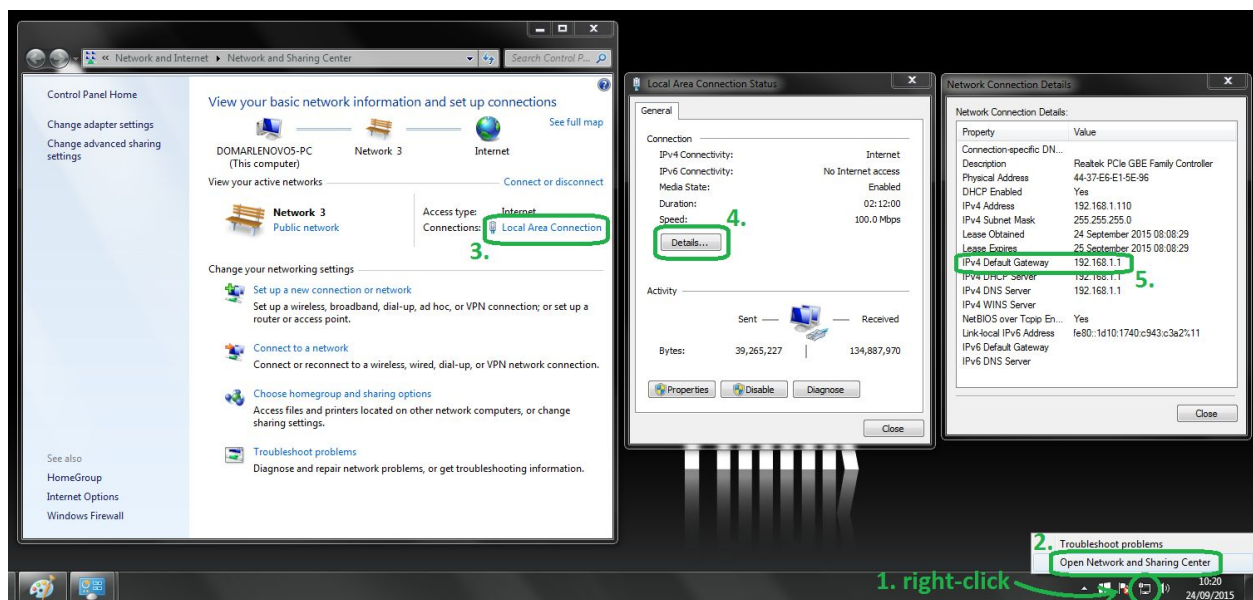 « Network and Internet ▸ Network and Sharing Center
Search Control P...
Control Panel Home
Change adapter settings
Change advanced sharing
settings
See also
HomeGroup
Internet Options
Windows Firewall
View your basic network information and set up connections
See full map
DOMARLENOVO5-PC
(This computer)
Network 3
Internet
View your active networks
Connect or disconnect
Network 3
Public network
Access type: Internet
Connections: Local Area Connection
3.
Change your networking settings
Set up a new connection or network
Set up a wireless, broadband, dial-up, ad hoc, or VPN connection; or set up a
router or access point.
Connect to a network
Connect or reconnect to a wireless, wired, dial-up, or VPN network connection.
Choose homegroup and sharing options
Access files and printers located on other network computers, or change
sharing settings.
Troubleshoot problems
Diagnose and repair network problems, or get troubleshooting information.
Local Area Connection Status
General
Connection
IPv4 Connectivity: Internet
IPv6 Connectivity: No Internet access
Media State: Enabled
Duration: 02:12:00
Speed: 100.0 Mbps
4.
Details...
Activity
Sent — Received
Bytes: 39,265,227 | 134,887,970
Properties Disable Diagnose
Close
Network Connection Details
Network Connection Details:
Property Value
Connection-specific DN...
Description Realtek PCIe GBE Family Controller
Physical Address 44-37-E6-E1-5E-96
DHCP Enabled Yes
IPv4 Address 192.168.1.110
IPv4 Subnet Mask 255.255.255.0
Lease Obtained 24 September 2015 08:08:29
Lease Expires 25 September 2015 08:08:29
IPv4 Default Gateway 192.168.1.1
5.
IPv4 DHCP Server 192.168.1.1
IPv4 DNS Server 192.168.1.1
IPv4 WINS Server
NetBIOS over Tcpip En... Yes
Link-local IPv6 Address fe80::1d10:1740:c943:c3a2%11
IPv6 Default Gateway
IPv6 DNS Server
Close
2.
Troubleshoot problems
Open Network and Sharing Center
1. right-click
10:20
24/09/2015